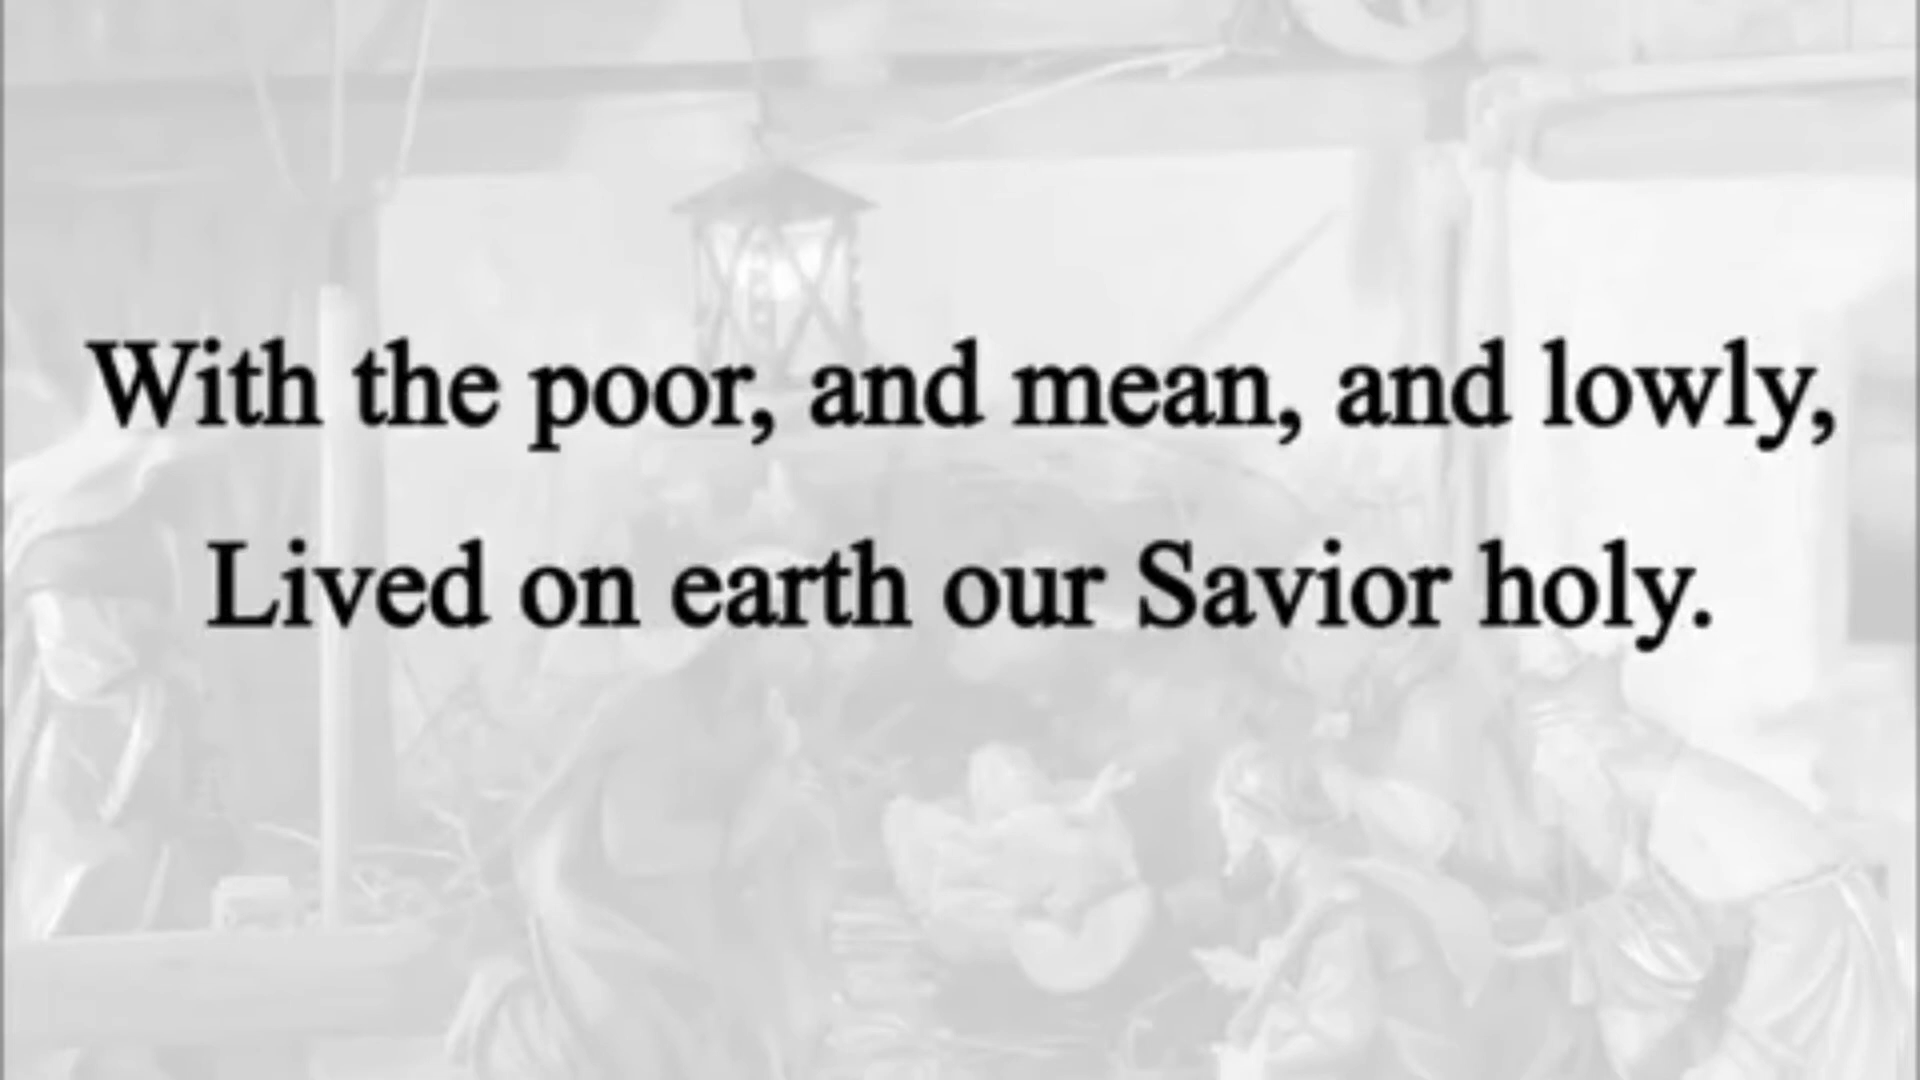 With the poor, and mean, and lowly,
Lived on earth our Savior holy.